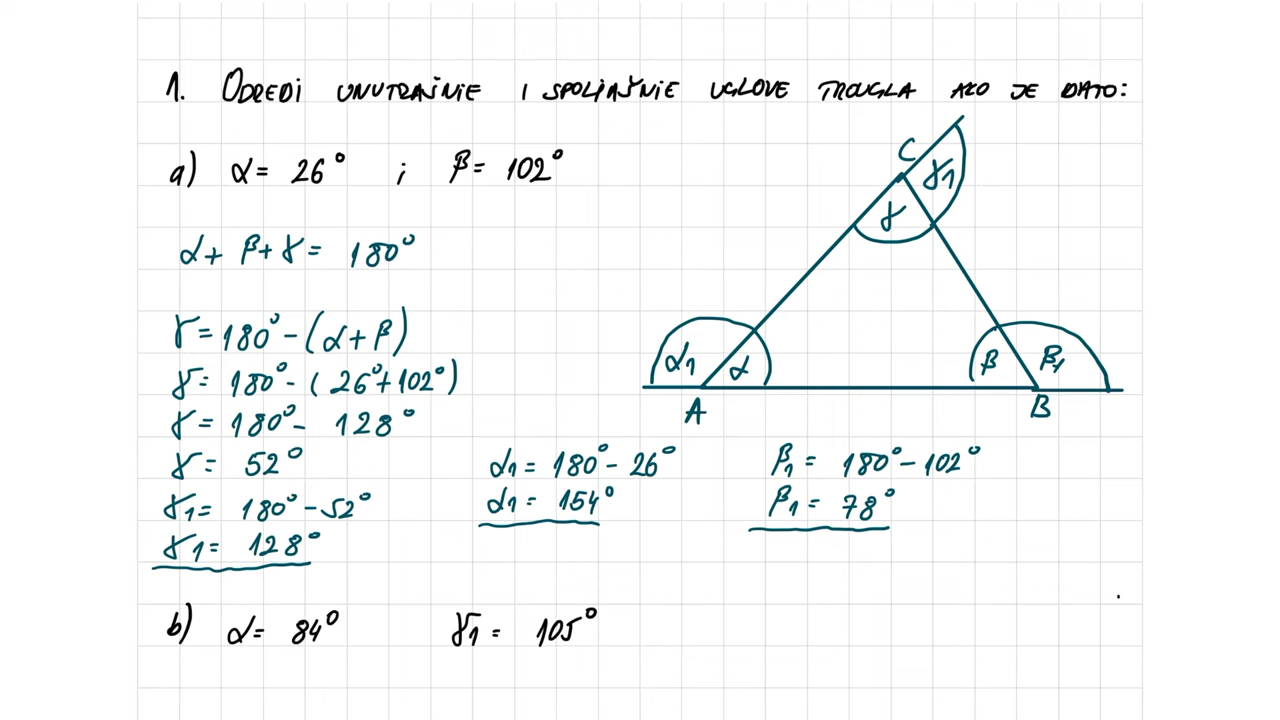 1. ODREDI UNUTRAŠNJE I SPOLJAŠNJE UGLOVE TROUGLA AKO JE DATO:
a) α = 26° i β = 102°
α + β + γ = 180°
γ = 180° - (α + β)
γ = 180° - (26° + 102°)
γ = 180° - 128°
γ = 52°
γ1 = 180° - 52°
γ1 = 128°
α1 = 180° - 26°
α1 = 154°
β1 = 180° - 102°
β1 = 78°
C
γ1
γ
α1 α
β β1
A B
b) α = 84° γ1 = 105°